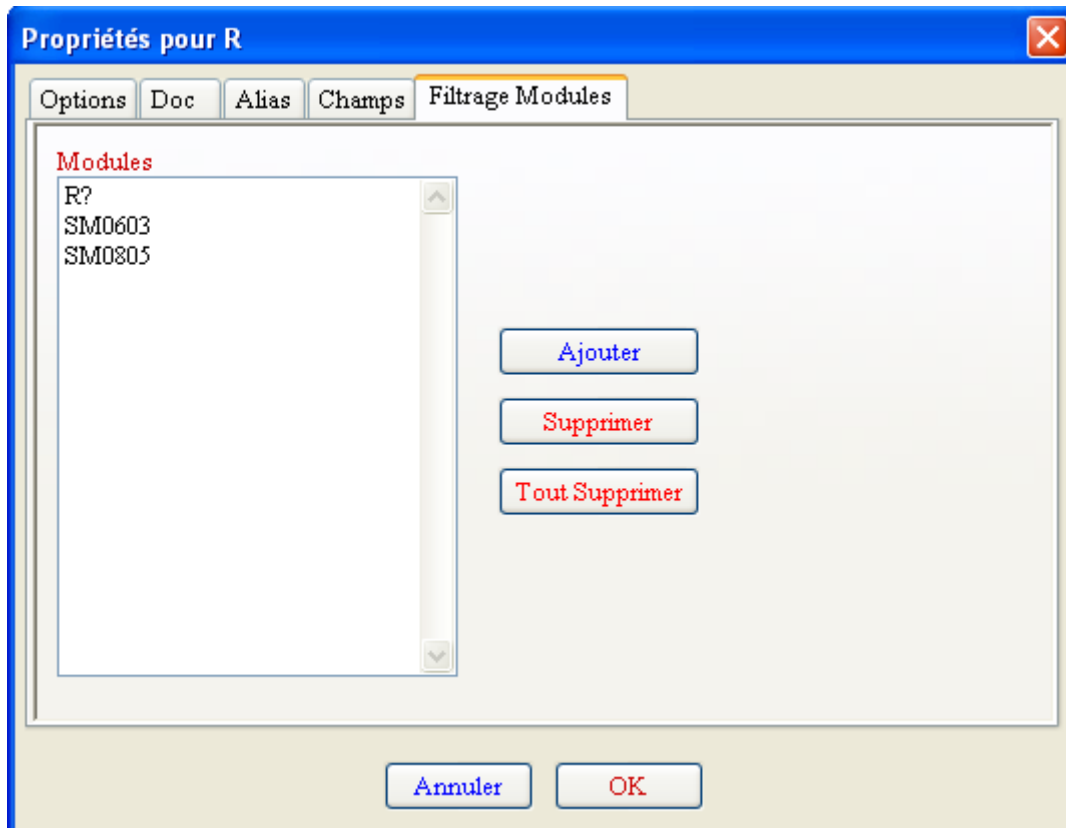 Propriétés pour R
Options Doc Alias Champs Filtrage Modules
Modules
R?
SM0603
SM0805
Ajouter
Supprimer
Tout Supprimer
Annuler OK